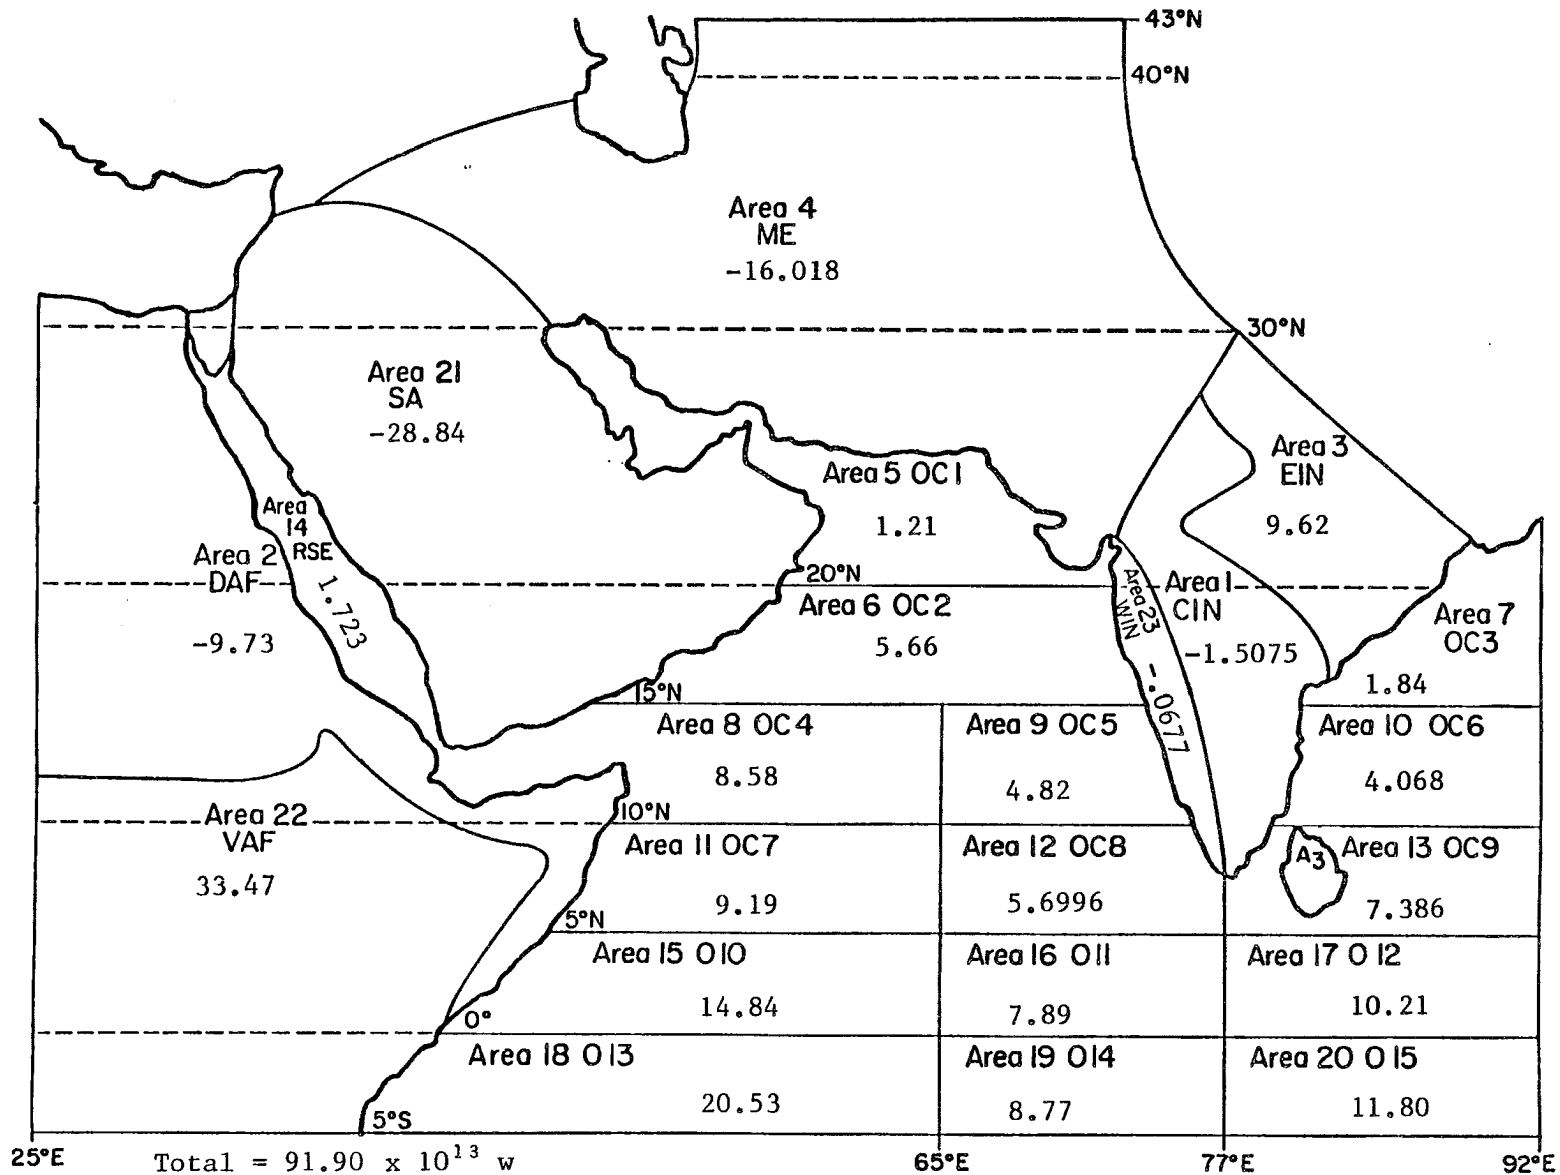 43°N
40°N
Area 4
ME
-16.018
30°N
Area 21
SA
-28.84
Area 3
EIN
9.62
Area 5 OC1
1.21
Area
14
RSE
1.723
Area 2
DAF
-9.73
20°N
Area 6 OC2
5.66
Area 23
WIN
-.0677
Area 1
CIN
-1.5075
Area 7
OC3
1.84
15°N
Area 8 OC4
8.58
Area 9 OC5
4.82
Area 10 OC6
4.068
Area 22
VAF
33.47
10°N
Area 11 OC7
9.19
Area 12 OC8
5.6996
A3
Area 13 OC9
7.386
5°N
Area 15 O10
14.84
Area 16 O11
7.89
Area 17 O12
10.21
0°
Area 18 O13
20.53
Area 19 O14
8.77
Area 20 O15
11.80
5°S
25°E
65°E
77°E
92°E
Total = 91.90 x 10¹³ w